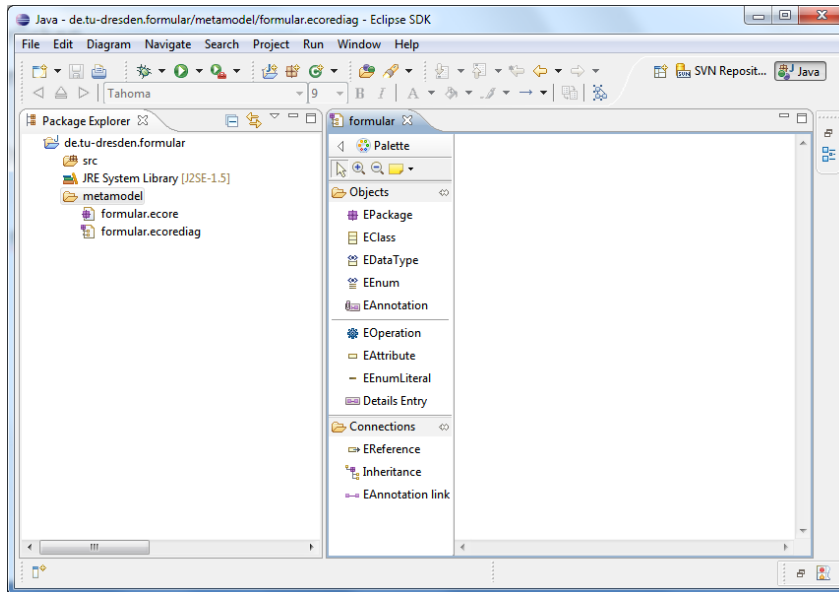 Java - de.tu-dresden.formular/metamodel/formular.ecorediag - Eclipse SDK
File Edit Diagram Navigate Search Project Run Window Help
SVN Reposit... Java
Tahoma 9 B I A
Package Explorer formular
de.tu-dresden.formular
src
JRE System Library [J2SE-1.5]
metamodel
formular.ecore
formular.ecorediag
Palette
Objects
EPackage
EClass
EDataType
EEnum
EAnnotation
EOperation
EAttribute
EEnumLiteral
Details Entry
Connections
EReference
Inheritance
EAnnotation link